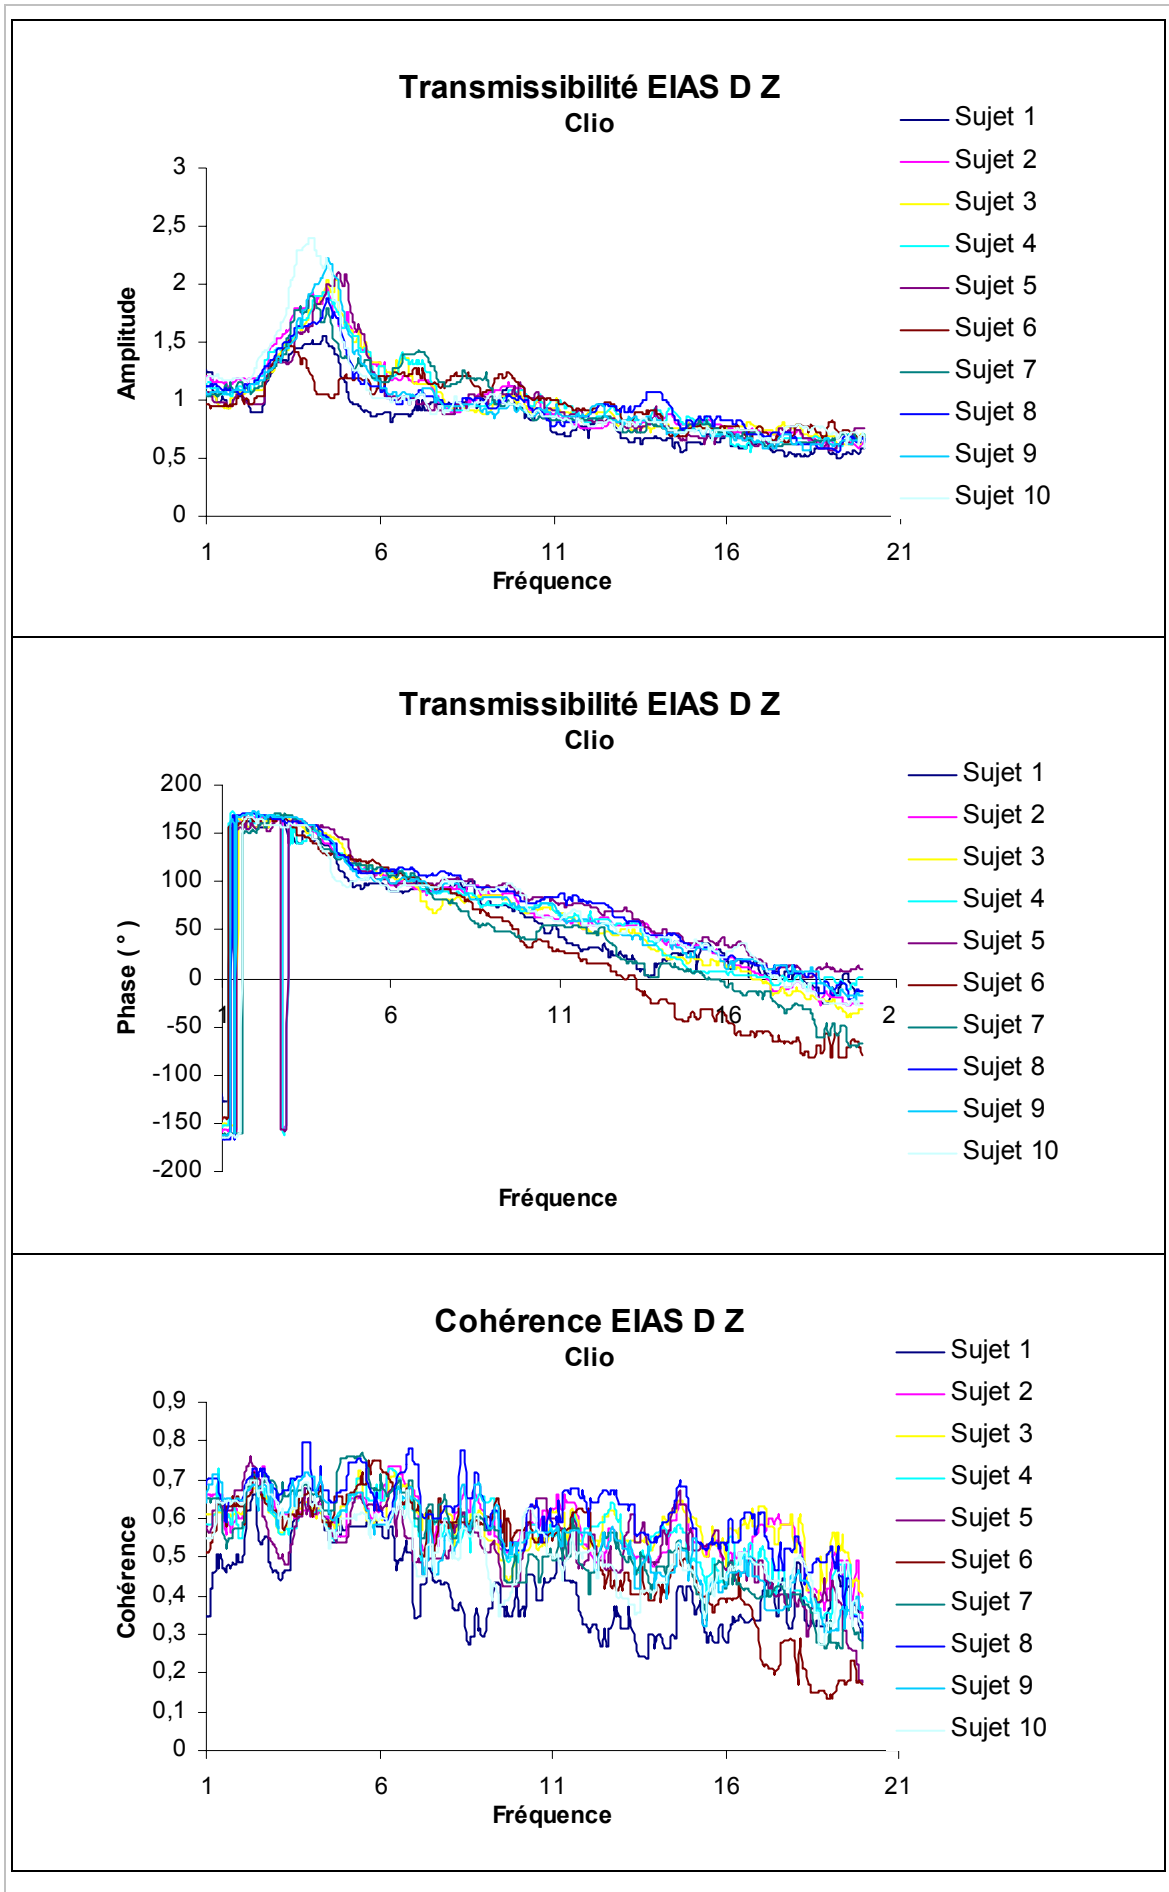 Transmissibilité EIAS D Z
Clio
Sujet 1
Sujet 2
Sujet 3
Sujet 4
Sujet 5
Sujet 6
Sujet 7
Sujet 8
Sujet 9
Sujet 10
3
2,5
2
1,5
1
0,5
0
Amplitude
1 6 11 16 21
Fréquence
Transmissibilité EIAS D Z
Clio
Sujet 1
Sujet 2
Sujet 3
Sujet 4
Sujet 5
Sujet 6
Sujet 7
Sujet 8
Sujet 9
Sujet 10
200
150
100
50
0
-50
-100
-150
-200
Phase ( ° )
1 6 11 16 2
Fréquence
Cohérence EIAS D Z
Clio
Sujet 1
Sujet 2
Sujet 3
Sujet 4
Sujet 5
Sujet 6
Sujet 7
Sujet 8
Sujet 9
Sujet 10
0,9
0,8
0,7
0,6
0,5
0,4
0,3
0,2
0,1
0
Cohérence
1 6 11 16 21
Fréquence